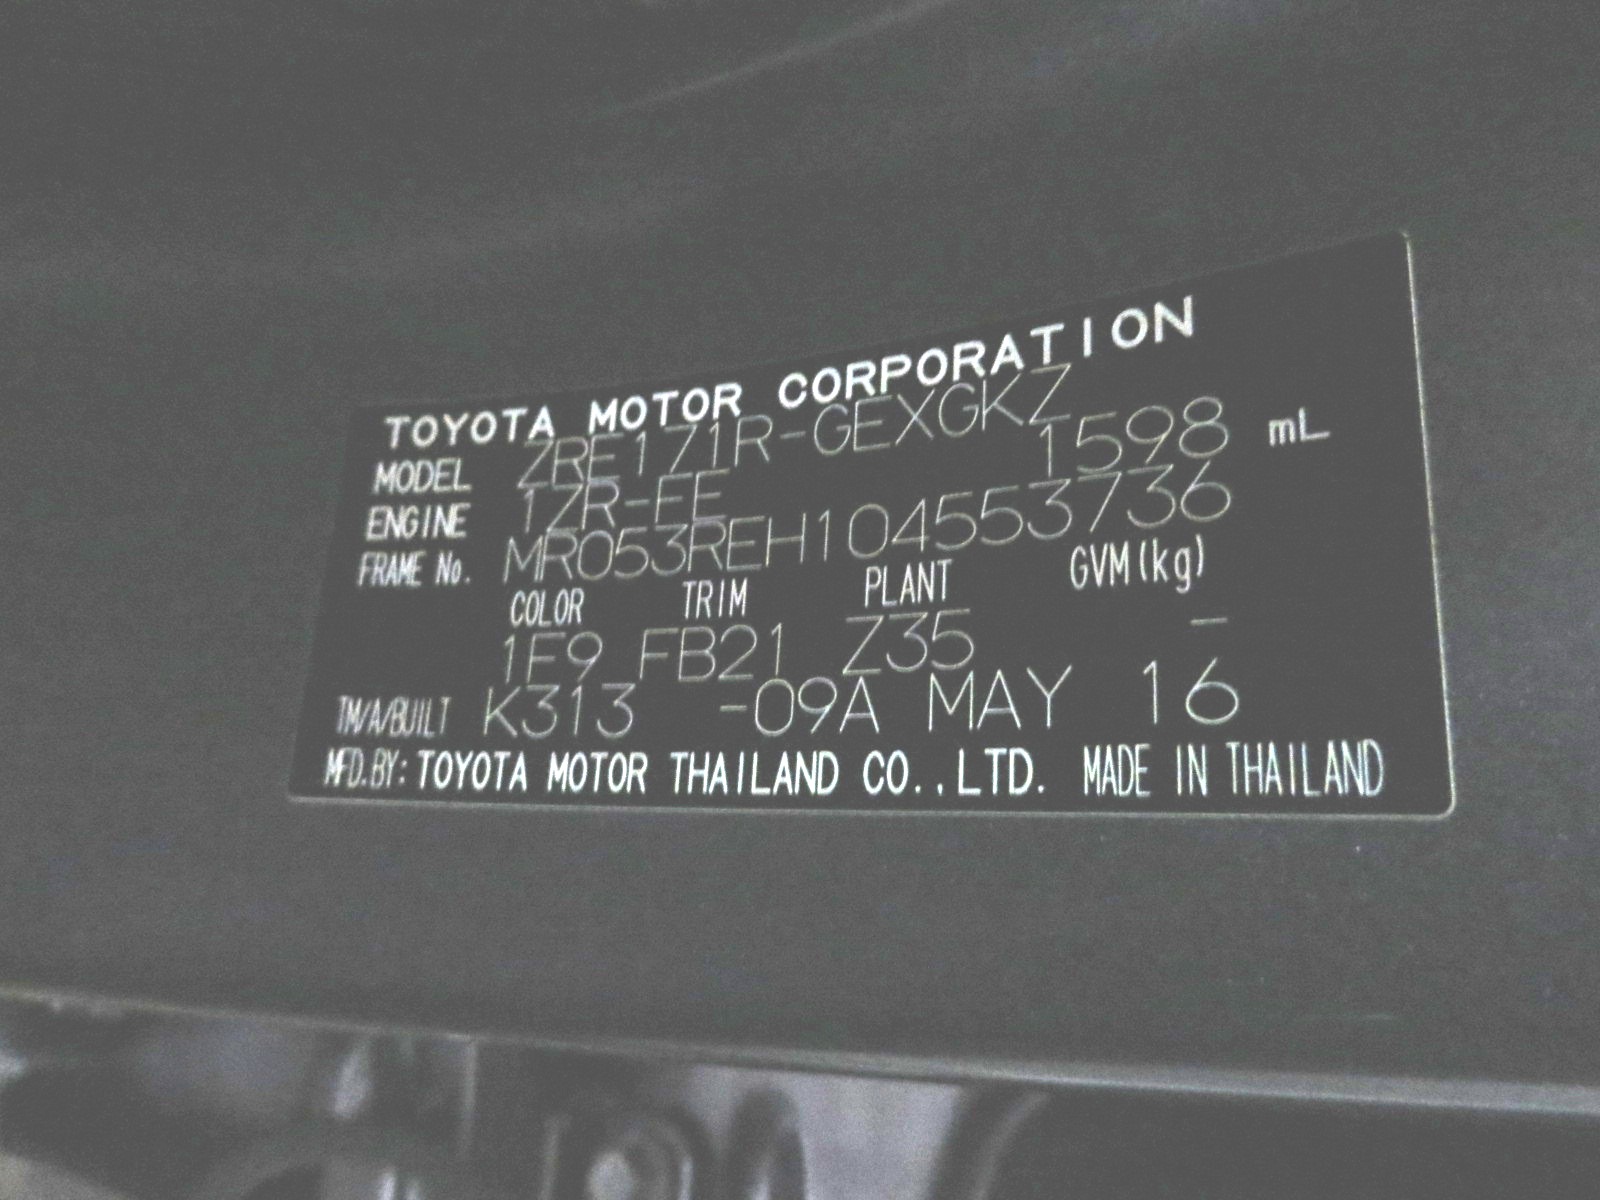 TOYOTA MOTOR CORPORATION
MODEL ZRE171R-GEXGKZ
ENGINE 1ZR-FE 1598 mL
FRAME No. MR053REH104553736
COLOR TRIM PLANT GVM(kg)
1F9 FB21 Z35 -
TM/A/BUILT K313 -09A MAY 16
MFD.BY: TOYOTA MOTOR THAILAND CO.,LTD. MADE IN THAILAND